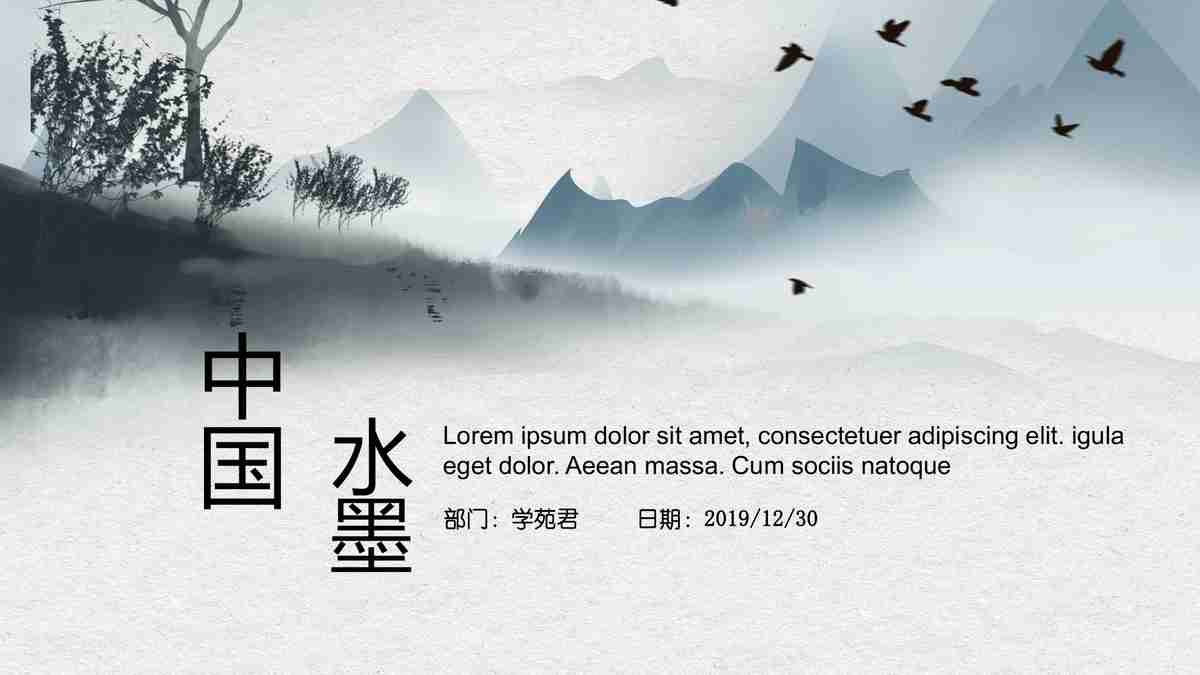 中国
水墨
Lorem ipsum dolor sit amet, consectetuer adipiscing elit. igula
eget dolor. Aeean massa. Cum sociis natoque
部门：学苑君 日期：2019/12/30